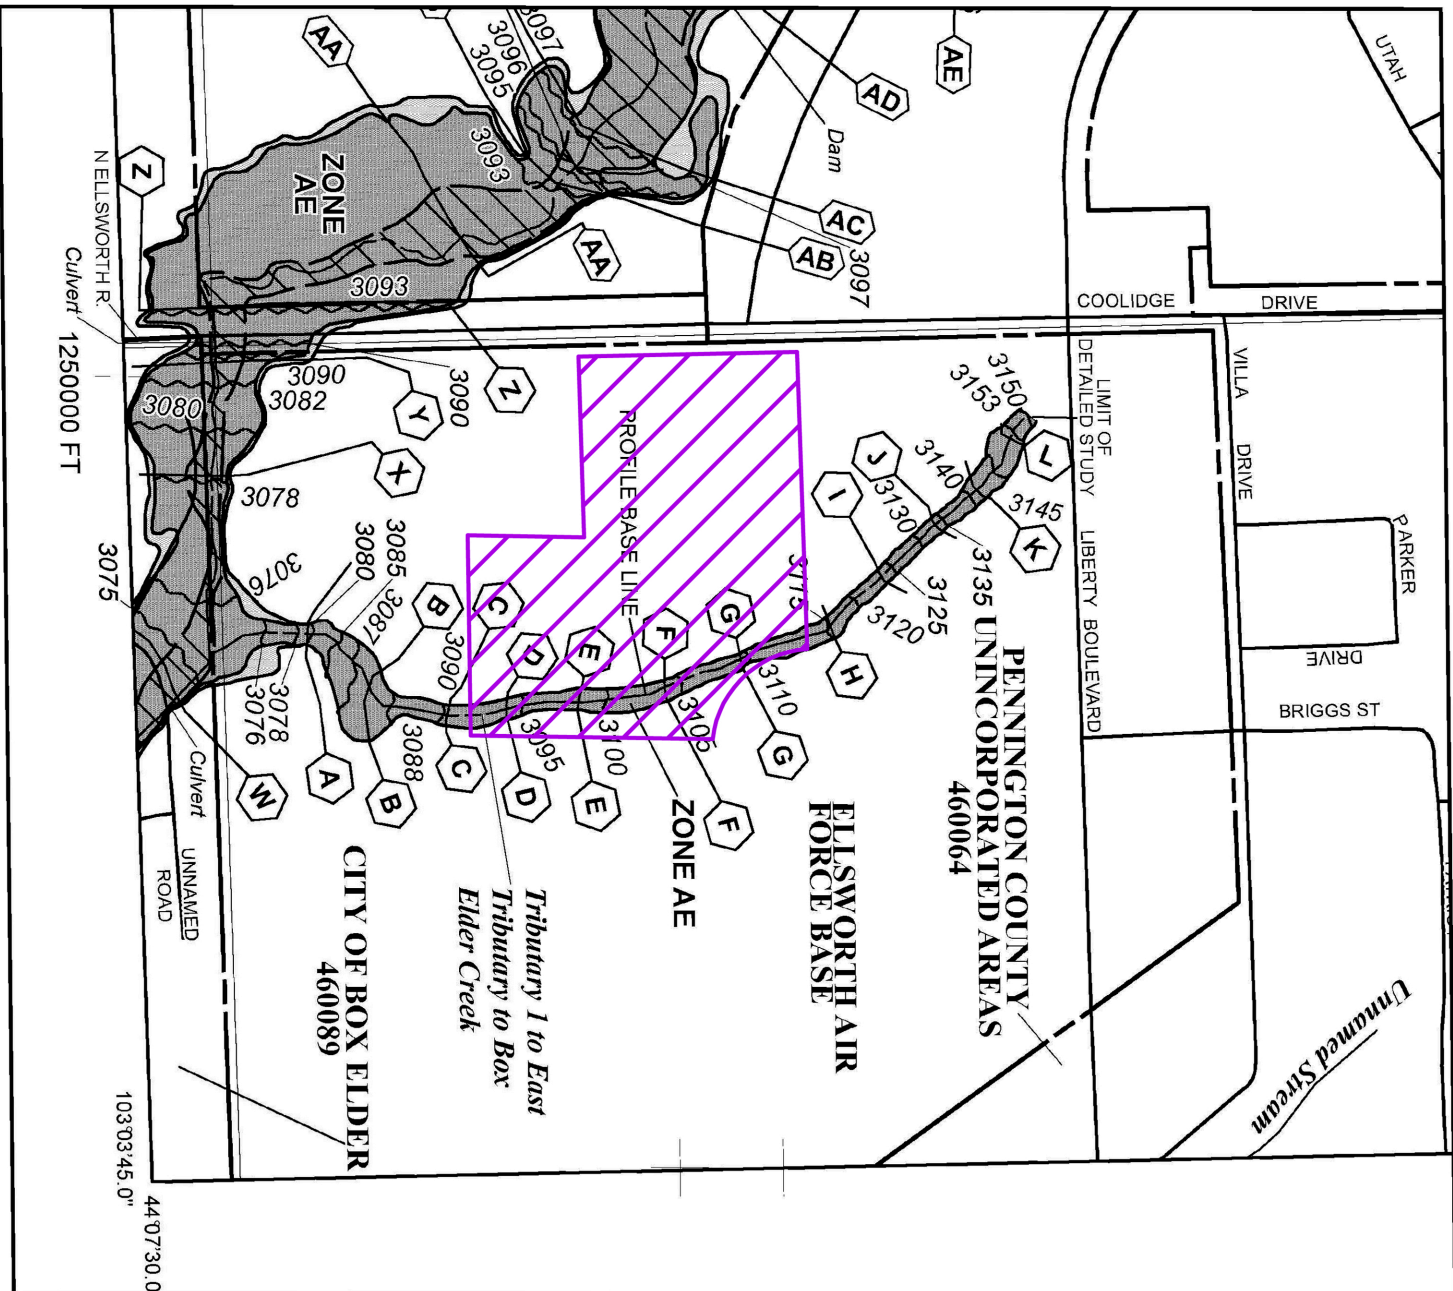 UTAH
AE
AD
AA
3097
3096
3095
3093
Dam
AC
AB
3097
AA
Z
ZONE
AE
3093
N ELLSWORTH R.
Culvert
1250000 FT
COOLIDGE
DRIVE
VILLA
DRIVE
PARKER
DRIVE
BRIGGS ST
LIMIT OF
DETAILED STUDY
LIBERTY BOULEVARD
3090
3082
3080
3090
Z
Y
X
3078
3150
3153
L
3140
3145
K
J
3130
3135
I
3125
3120
H
PROFILE BASE LINE
3115
G
3110
G
F
3105
F
E
3100
E
D
3095
D
C
3090
C
B
3088
B
3087
3085
3080
3076
3075
3078
3076
A
W
Culvert
UNNAMED
ROAD
PENNINGTON COUNTY
UNINCORPORATED AREAS
460064
ELLSWORTH AIR
FORCE BASE
ZONE AE
Tributary 1 to East
Tributary to Box
Elder Creek
CITY OF BOX ELDER
460089
Unnamed Stream
103°03'45.0"
44°07'30.0